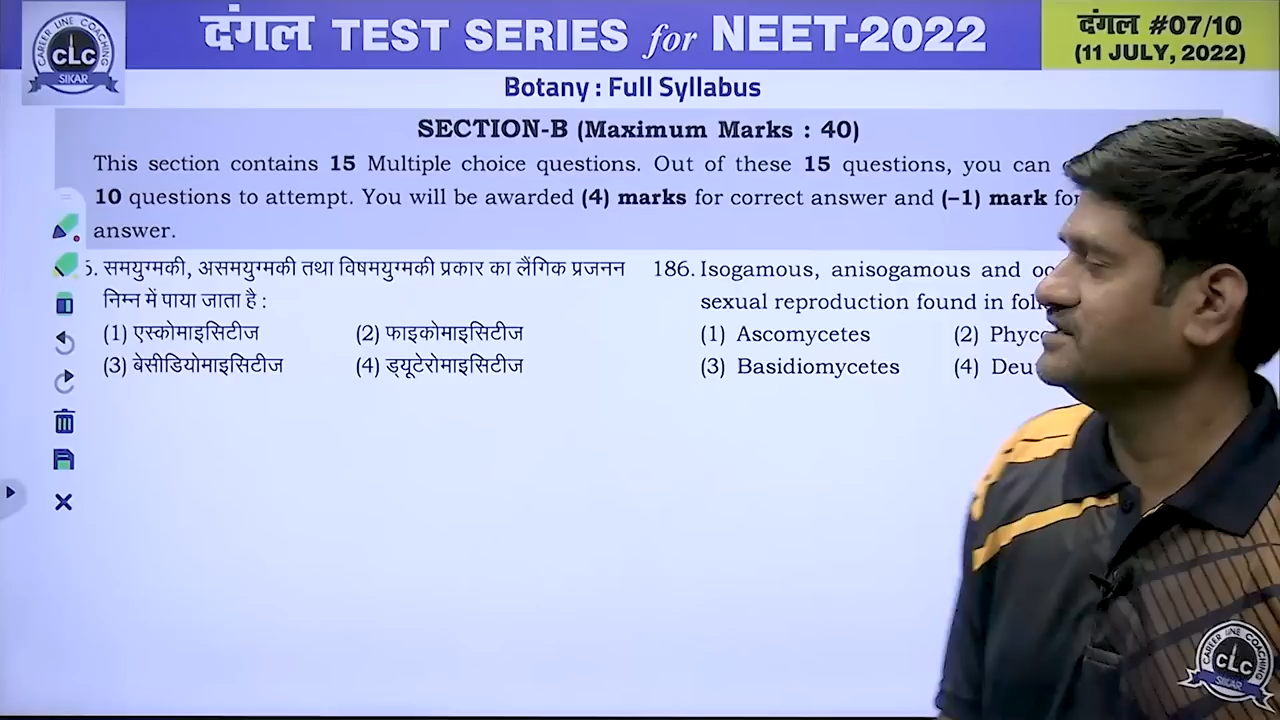 CAREER LINE COACHING
CLC
SIKAR
दंगल TEST SERIES for NEET-2022
दंगल #07/10
(11 JULY, 2022)
Botany : Full Syllabus
SECTION-B (Maximum Marks : 40)
This section contains 15 Multiple choice questions. Out of these 15 questions, you can
10 questions to attempt. You will be awarded (4) marks for correct answer and (–1) mark for
answer.
समयुग्मकी, असमयुग्मकी तथा विषमयुग्मकी प्रकार का लैंगिक प्रजनन
निम्न में पाया जाता है :
(1) एस्कोमाइसिटीज (2) फाइकोमाइसिटीज
(3) बेसीडियोमाइसिटीज (4) ड्यूटेरोमाइसिटीज
186. Isogamous, anisogamous and
sexual reproduction found in
(1) Ascomycetes (2)
(3) Basidiomycetes (4)
CAREER LINE COACHING
CLC
SIKAR